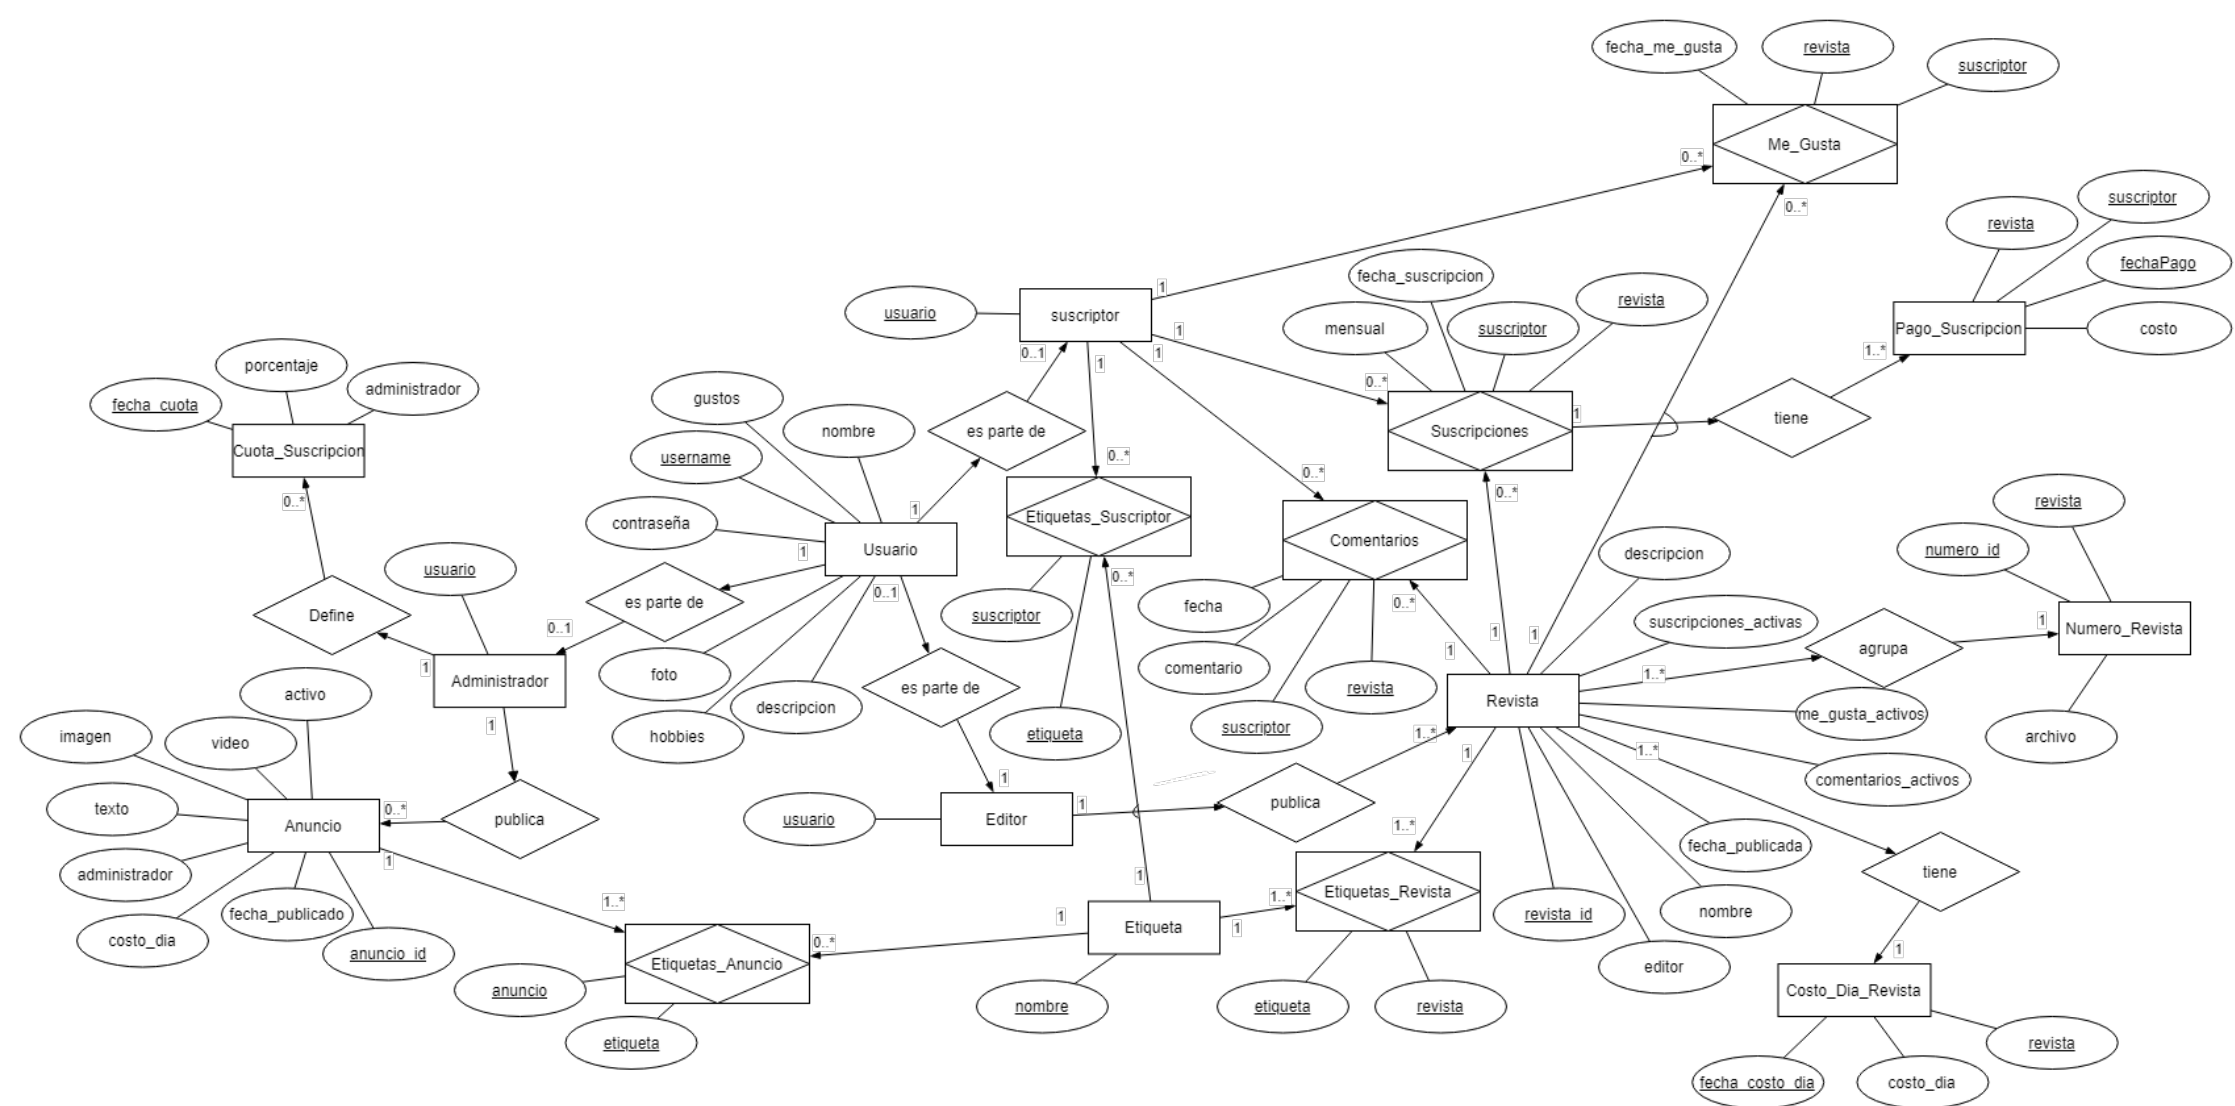 fecha_me_gusta
revista
suscriptor
Me_Gusta
0..*
0..*
suscriptor
revista
fechaPago
costo
Pago_Suscripcion
1..*
tiene
fecha_suscripcion
revista
mensual
suscriptor
Suscripciones
0..*
1
0..*
usuario
suscriptor
1
1
1
1
0..1
porcentaje
fecha_cuota
administrador
Cuota_Suscripcion
0..*
Define
1
gustos
nombre
username
contraseña
Usuario
foto
hobbies
descripcion
es parte de
1
1
es parte de
0..1
0..1
es parte de
1
usuario
Administrador
1
Etiquetas_Suscriptor
0..*
0..*
suscriptor
etiqueta
Comentarios
0..*
0..*
fecha
comentario
suscriptor
revista
descripcion
suscripciones_activas
me_gusta_activos
comentarios_activos
Revista
1
1
1
1..*
1..*
1..*
1
agrupa
1
revista
numero_id
Numero_Revista
archivo
activo
imagen
video
texto
Anuncio
administrador
costo_dia
fecha_publicado
anuncio_id
0..*
1
publica
usuario
Editor
1
publica
1..*
Etiquetas_Revista
1..*
etiqueta
revista
revista_id
editor
nombre
fecha_publicada
tiene
1
Costo_Dia_Revista
fecha_costo_dia
costo_dia
revista
1..*
Etiquetas_Anuncio
0..*
anuncio
etiqueta
1
1
1
Etiqueta
nombre